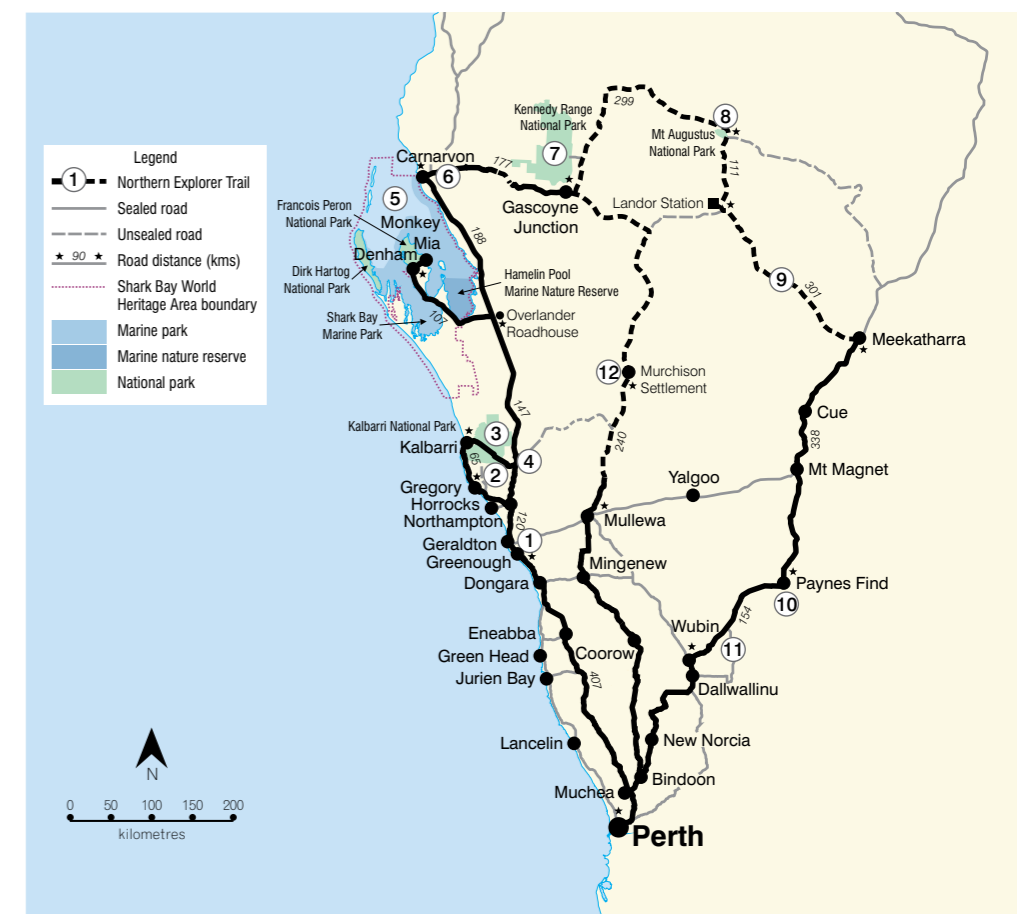 Legend
1 Northern Explorer Trail
Sealed road
Unsealed road
★ 90 ★ Road distance (kms)
Shark Bay World
Heritage Area boundary
Marine park
Marine nature reserve
National park
299
Kennedy Range
National Park
7
8
Mt Augustus
National Park
111
Carnarvon
6
177
Gascoyne
Junction
Landor Station
5
Francois Peron
National Park
Monkey
Mia
Denham
188
Dirk Hartog
National Park
Hamelin Pool
Marine Nature Reserve
Shark Bay
Marine Park
107
Overlander
Roadhouse
9
301
Meekatharra
12
Murchison
Settlement
147
Cue
338
Kalbarri National Park
3
Kalbarri
4
240
65
2
Mt Magnet
Yalgoo
Gregory
Horrocks
Northampton
120
Mullewa
Geraldton
1
Greenough
Mingenew
Dongara
Paynes Find
10
154
Wubin
11
Eneabba
Coorow
Green Head
407
Jurien Bay
Dallwallinu
Lancelin
New Norcia
Bindoon
Muchea
Perth
N
0 50 100 150 200
kilometres